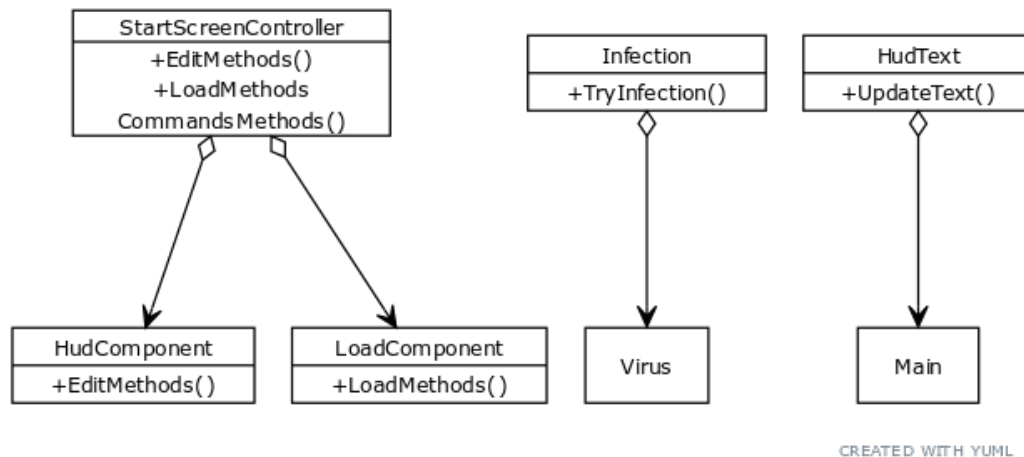 StartScreenController
+EditMethods()
+LoadMethods
CommandsMethods()
Infection
+TryInfection()
HudText
+UpdateText()
HudComponent
+EditMethods()
LoadComponent
+LoadMethods()
Virus
Main
CREATED WITH YUML